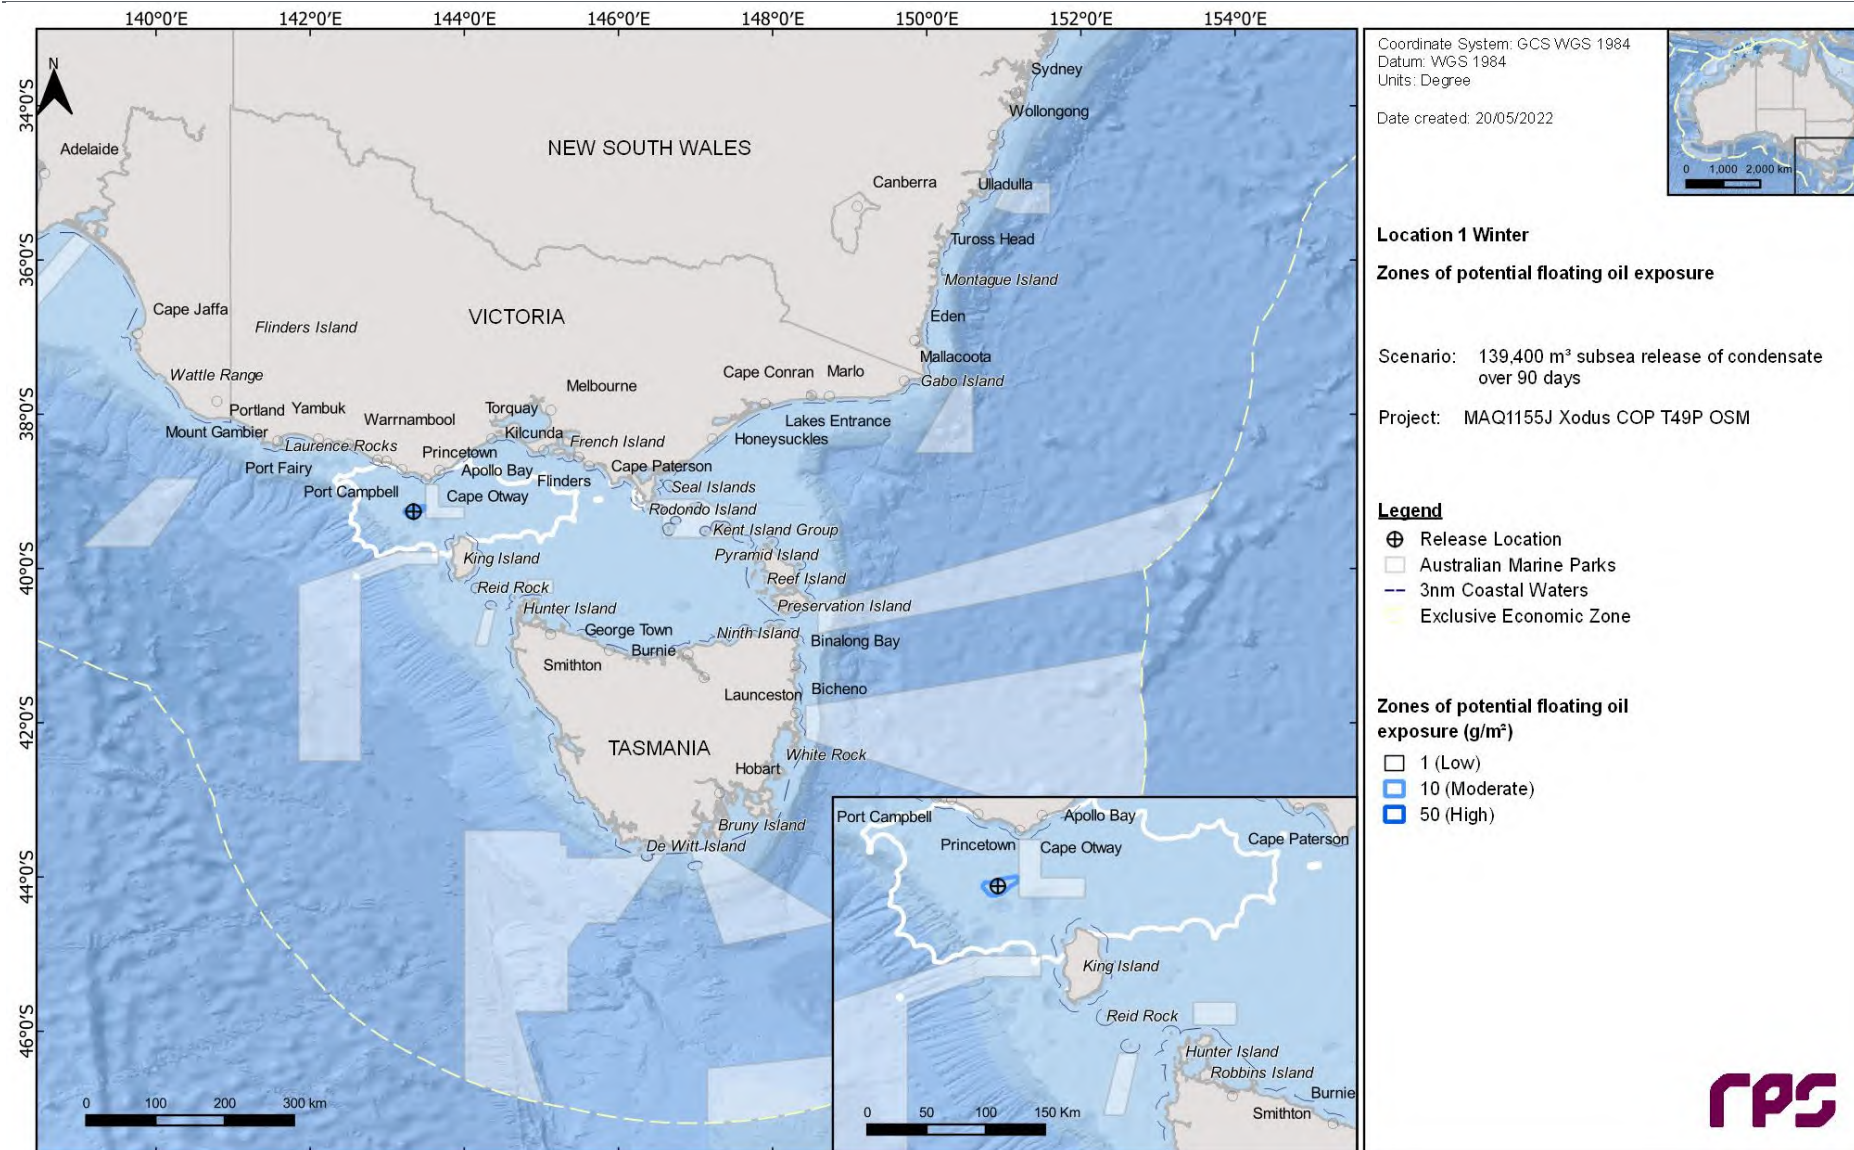 140°0'E 142°0'E 144°0'E 146°0'E 148°0'E 150°0'E 152°0'E 154°0'E
34°0'S
36°0'S
38°0'S
40°0'S
42°0'S
44°0'S
46°0'S
N
Sydney
Wollongong
NEW SOUTH WALES
Adelaide
Canberra
Ulladulla
Tuross Head
Montague Island
Cape Jaffa
Flinders Island
VICTORIA
Eden
Mallacoota
Wattle Range
Melbourne
Cape Conran
Marlo
Gabo Island
Portland
Yambuk
Warrnambool
Torquay
Lakes Entrance
Mount Gambier
Laurence Rocks
Kilcunda
French Island
Honeysuckles
Princetown
Port Fairy
Apollo Bay
Flinders
Cape Paterson
Port Campbell
Cape Otway
Seal Islands
Rodondo Island
Kent Island Group
King Island
Pyramid Island
Reef Island
Reid Rock
Hunter Island
Preservation Island
George Town
Ninth Island
Binalong Bay
Burnie
Smithton
Launceston
Bicheno
TASMANIA
White Rock
Hobart
Bruny Island
De Witt Island
0 100 200 300 km
Port Campbell
Apollo Bay
Princetown
Cape Otway
Cape Paterson
King Island
Reid Rock
Hunter Island
Robbins Island
Burnie
Smithton
0 50 100 150 Km
Coordinate System: GCS WGS 1984
Datum: WGS 1984
Units: Degree
Date created: 20/05/2022
0 1,000 2,000 km
Location 1 Winter
Zones of potential floating oil exposure
Scenario: 139,400 m³ subsea release of condensate
over 90 days
Project: MAQ1155J Xodus COP T49P OSM
Legend
Release Location
Australian Marine Parks
3nm Coastal Waters
Exclusive Economic Zone
Zones of potential floating oil
exposure (g/m²)
1 (Low)
10 (Moderate)
50 (High)
rps